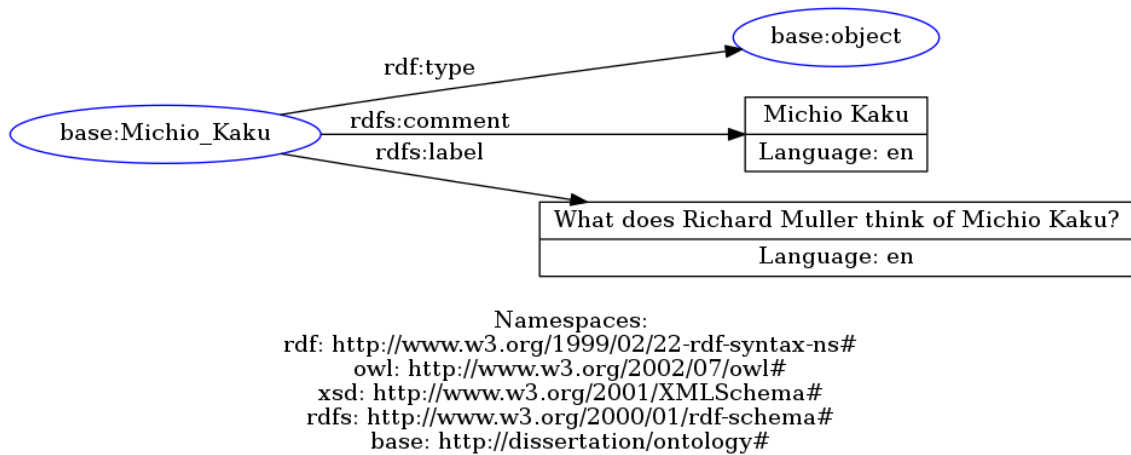 base:object
rdf:type
base:Michio_Kaku
rdfs:comment
Michio Kaku
Language: en
rdfs:label
What does Richard Muller think of Michio Kaku?
Language: en
Namespaces:
rdf: http://www.w3.org/1999/02/22-rdf-syntax-ns#
owl: http://www.w3.org/2002/07/owl#
xsd: http://www.w3.org/2001/XMLSchema#
rdfs: http://www.w3.org/2000/01/rdf-schema#
base: http://dissertation/ontology#